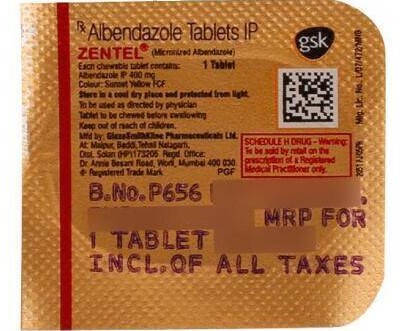 ℞ Albendazole Tablets IP
ZENTEL® (Micronized Albendazole)
gsk
Each chewable tablet contains: 1 Tablet
Albendazole IP 400 mg
Colour: Sunset Yellow FCF
Store in a cool dry place and protected from light.
To be used as directed by physician
Tablet to be chewed before swallowing
Keep out of reach of children.
Mfg. by: GlaxoSmithKline Pharmaceuticals Ltd.
At: Malpur, Baddi, Tehsil Nalagarh,
Dist. Solan (HP)173205 Regd. Office:
Dr. Annie Besant Road, Worli, Mumbai 400 030.
® Registered Trade Mark PGF
SCHEDULE H DRUG – Warning:
To be sold by retail on the
prescription of a Registered
Medical Practitioner only.
Mfg. Lic. No.
B.No.P656
MRP FOR
1 TABLET
INCL.OF ALL TAXES